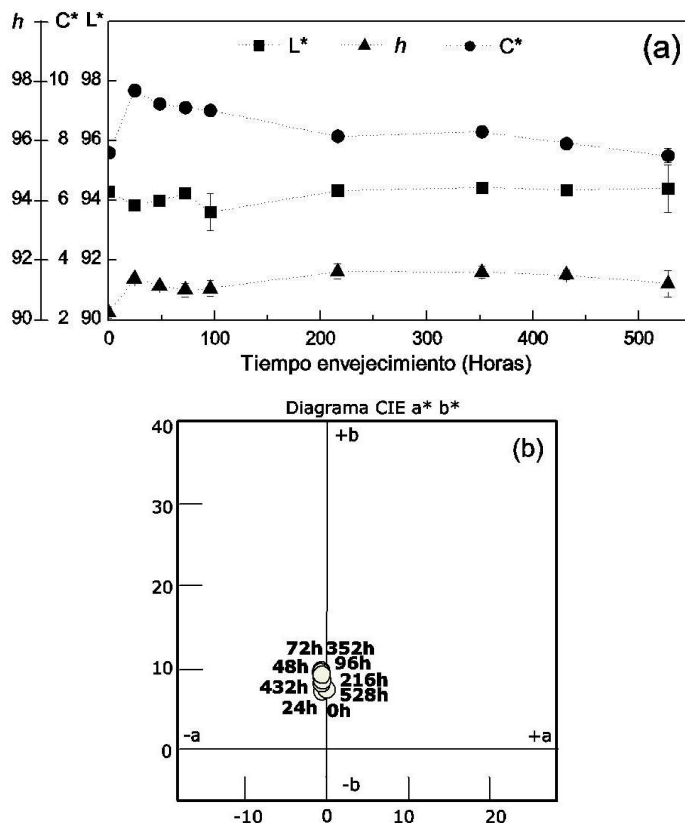 h C* L*
L* h C* (a)
98 10 98
96 8 96
94 6 94
92 4 92
90 2 90
0 100 200 300 400 500
Tiempo envejecimiento (Horas)
Diagrama CIE a* b*
40
+b (b)
30
20
72h 352h
10 48h 96h
432h 216h
528h
24h 0h
0 -a +a
-b
-10 0 10 20